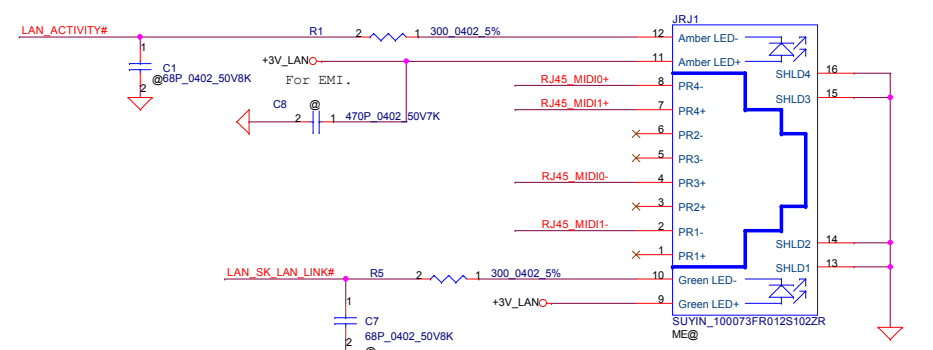 JRJ1
LAN_ACTIVITY# R1 2 1 300_0402_5% 12 Amber LED-
1 +3V_LAN 11 Amber LED+
C1 16 SHLD4
@68P_0402_50V8K For EMI. RJ45_MIDI0+ 8 PR4-
2 15 SHLD3
RJ45_MIDI1+ 7 PR4+
C8 @
2 1 470P_0402_50V7K 6 PR2-
5 PR3-
RJ45_MIDI0- 4 PR3+
3 PR2+
RJ45_MIDI1- 2 PR1-
14 SHLD2
1 PR1+
13 SHLD1
LAN_SK_LAN_LINK# R5 2 1 300_0402_5% 10 Green LED-
1 +3V_LAN 9 Green LED+
C7 SUYIN_100073FR012S102ZR
68P_0402_50V8K ME@
2 @